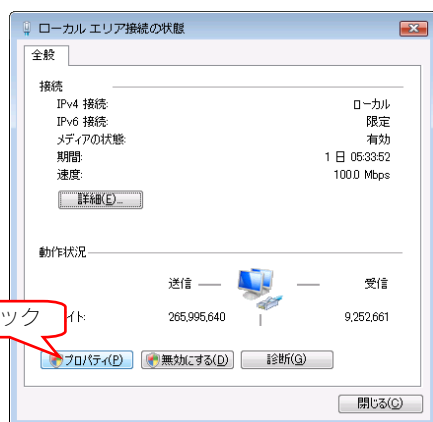 ローカル エリア接続の状態
全般
接続
IPv4 接続: ローカル
IPv6 接続: 限定
メディアの状態: 有効
期間: 1 日 05:33:52
速度: 100.0 Mbps
詳細(E)...
動作状況
送信 受信
イト: 265,995,640 9,252,661
ック
プロパティ(P) 無効にする(D) 診断(G)
閉じる(C)